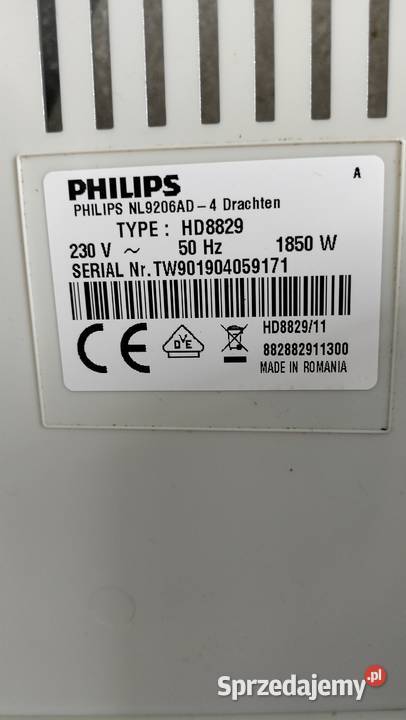 PHILIPS
A
PHILIPS NL9206AD-4 Drachten
TYPE : HD8829
230 V ~ 50 Hz 1850 W
SERIAL Nr.TW901904059171
CE
DVE
HD8829/11
882882911300
MADE IN ROMANIA
Sprzedajemy.pl